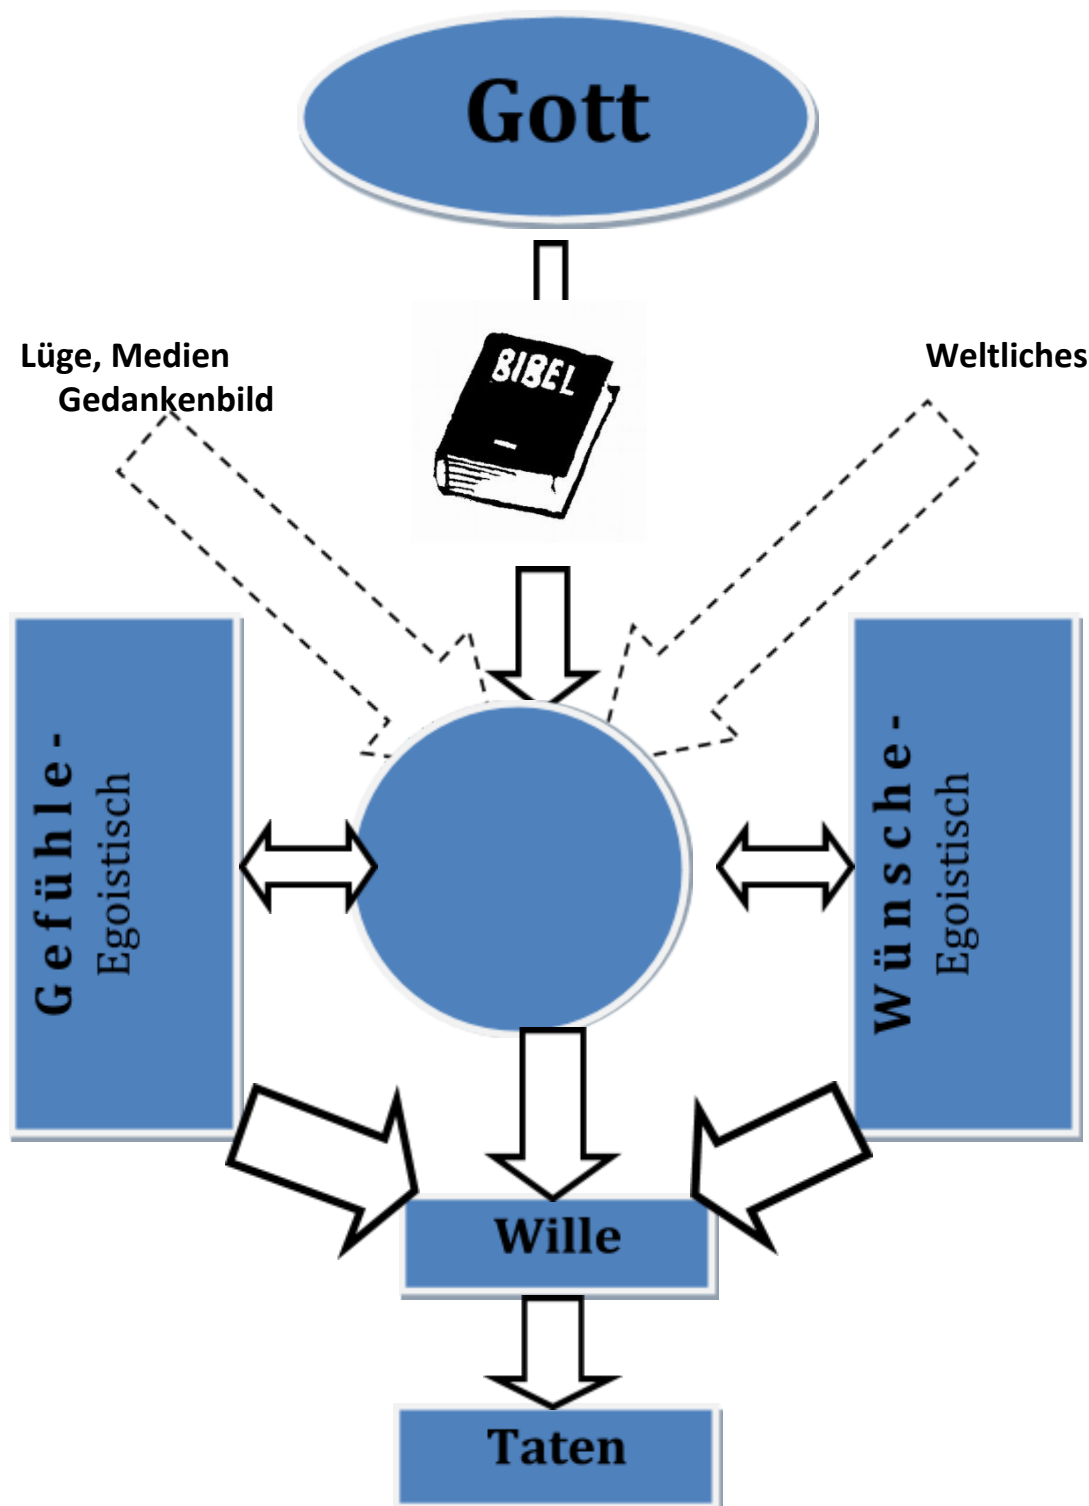 Gott
BIBEL
Lüge, Medien
Gedankenbild
Weltliches
Gefühle-
Egoistisch
Wünsche-
Egoistisch
Wille
Taten